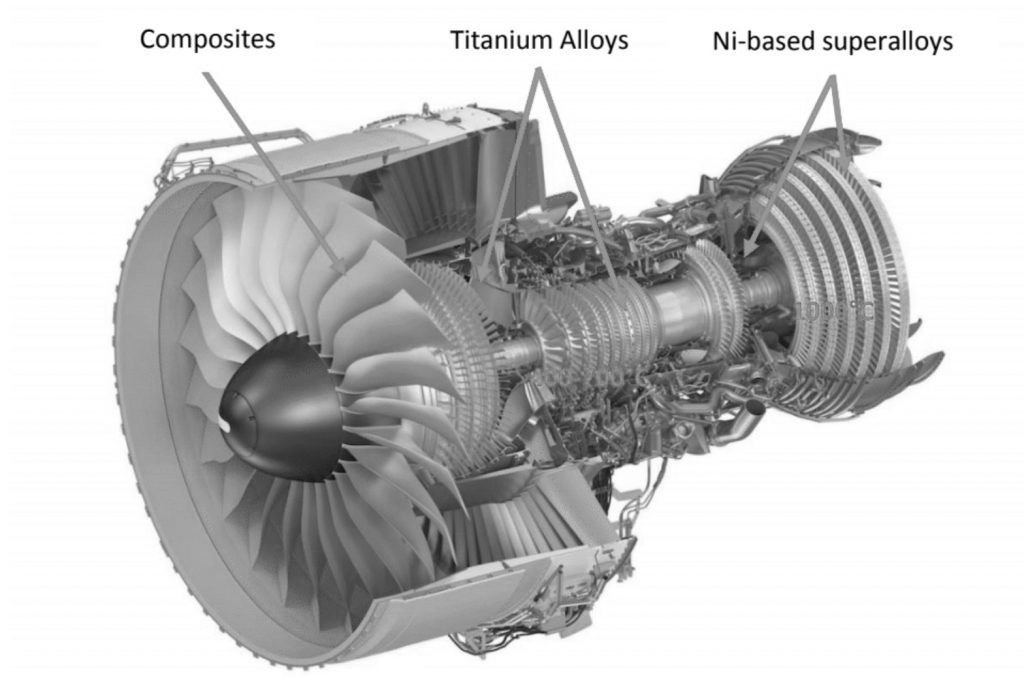 Composites
Titanium Alloys
Ni-based superalloys